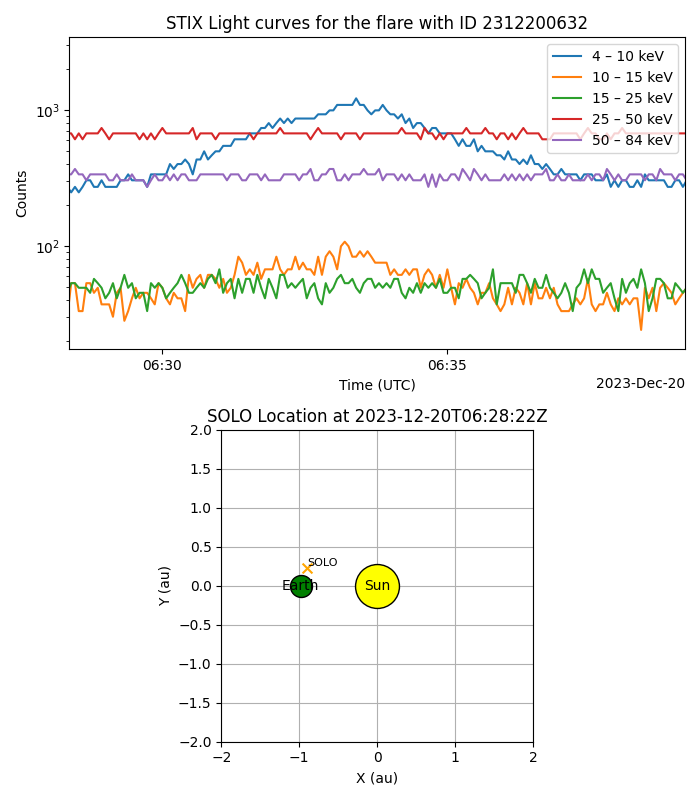 STIX Light curves for the flare with ID 2312200632
4 – 10 keV
10 – 15 keV
15 – 25 keV
25 – 50 keV
50 – 84 keV
10³
10²
Counts
06:30
06:35
Time (UTC)
2023-Dec-20
SOLO Location at 2023-12-20T06:28:22Z
2.0
1.5
1.0
0.5
0.0
−0.5
−1.0
−1.5
−2.0
Y (au)
SOLO
Earth
Sun
−2
−1
0
1
2
X (au)